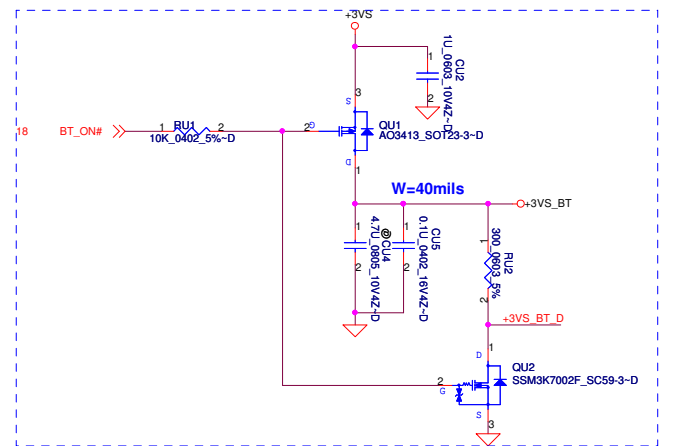 +3VS
1
CU2
1U_0603_10V4Z~D
2
3
S
18
BT_ON#
1
RU1
2
10K_0402_5%~D
2
G
QU1
AO3413_SOT23-3~D
D
1
W=40mils
+3VS_BT
1
@CU4
4.7U_0805_10V4Z~D
2
1
CU5
0.1U_0402_16V4Z~D
2
1
RU2
300_0603_5%
2
+3VS_BT_D
1
D
QU2
SSM3K7002F_SC59-3~D
2
G
S
3